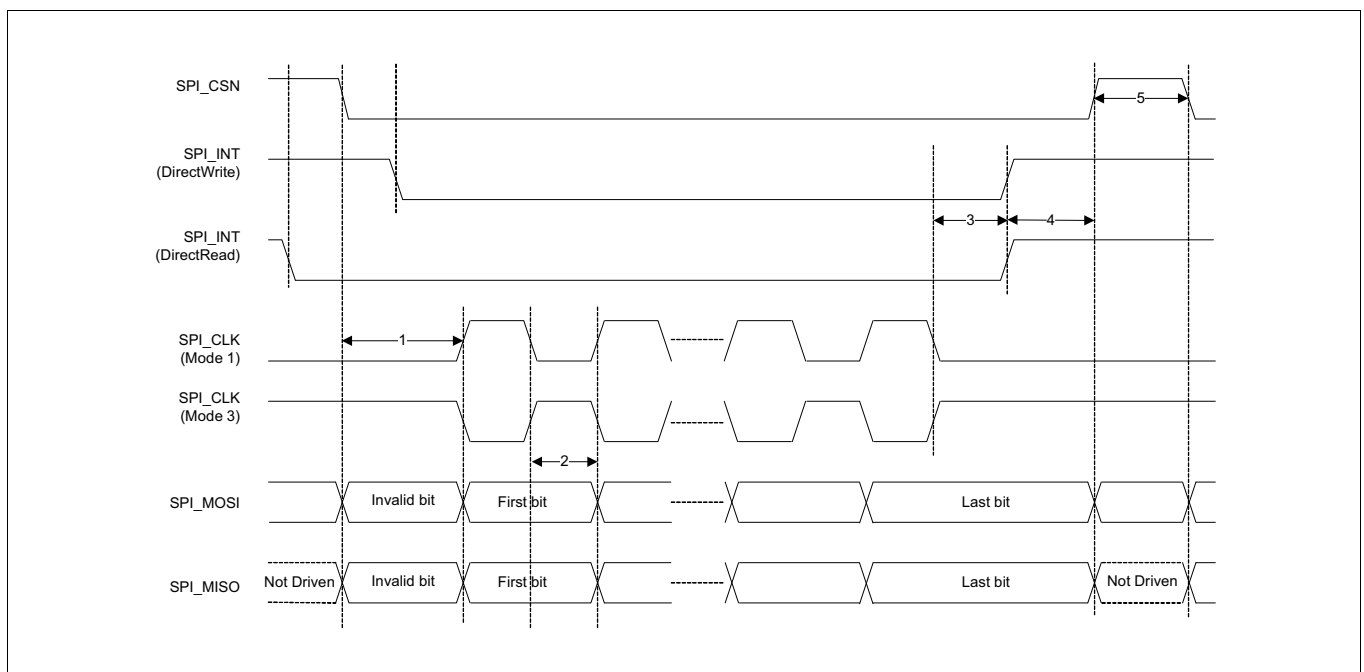 SPI_CSN
5
SPI_INT
(DirectWrite)
3
4
SPI_INT
(DirectRead)
SPI_CLK
(Mode 1)
1
SPI_CLK
(Mode 3)
2
SPI_MOSI
Invalid bit
First bit
Last bit
SPI_MISO
Not Driven
Invalid bit
First bit
Last bit
Not Driven